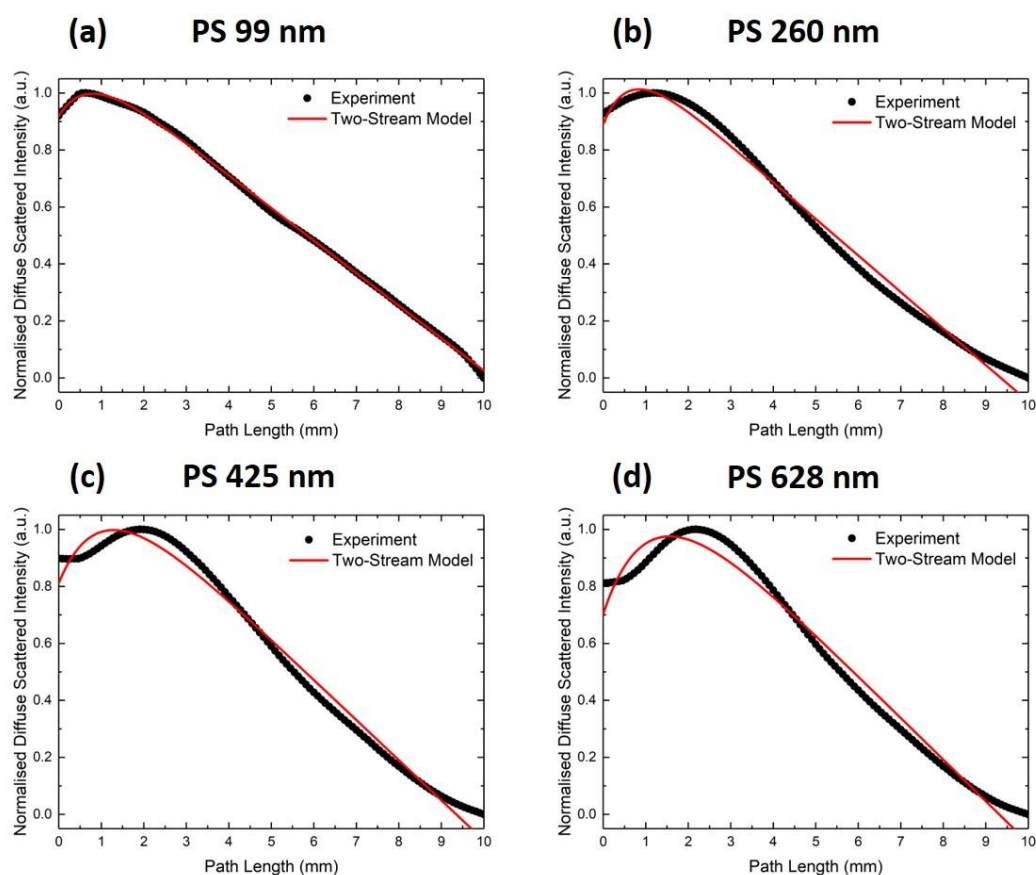 (a) PS 99 nm
Normalised Diffuse Scattered Intensity (a.u.)
1.0
0.8
0.6
0.4
0.2
0.0
Experiment
Two-Stream Model
0 1 2 3 4 5 6 7 8 9 10
Path Length (mm)
(b) PS 260 nm
Normalised Diffuse Scattered Intensity (a.u.)
1.0
0.8
0.6
0.4
0.2
0.0
Experiment
Two-Stream Model
0 1 2 3 4 5 6 7 8 9 10
Path Length (mm)
(c) PS 425 nm
Normalised Diffuse Scattered Intensity (a.u.)
1.0
0.8
0.6
0.4
0.2
0.0
Experiment
Two-Stream Model
0 1 2 3 4 5 6 7 8 9 10
Path Length (mm)
(d) PS 628 nm
Normalised Diffuse Scattered Intensity (a.u.)
1.0
0.8
0.6
0.4
0.2
0.0
Experiment
Two-Stream Model
0 1 2 3 4 5 6 7 8 9 10
Path Length (mm)